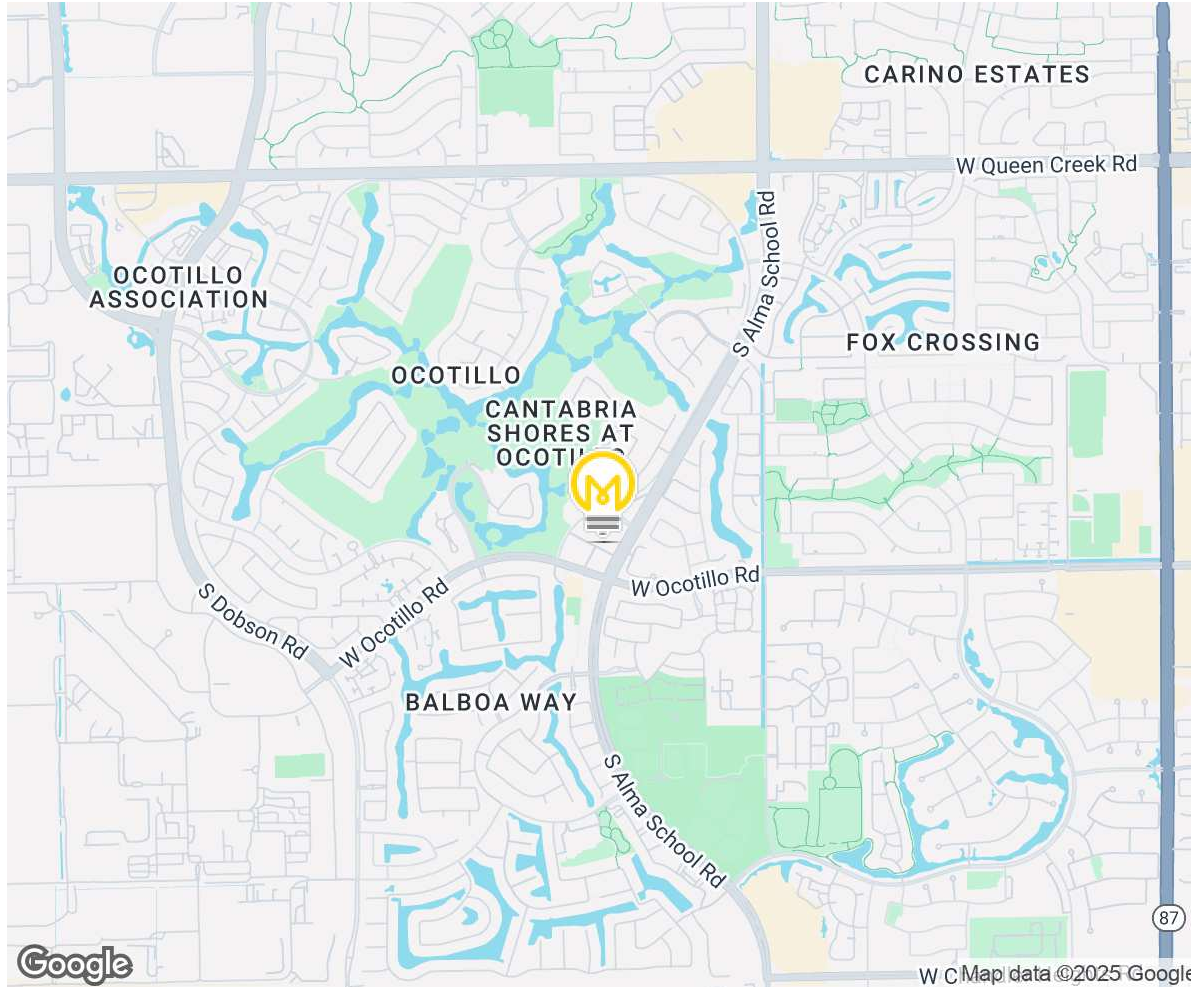 CARINO ESTATES
W Queen Creek Rd
S Alma School Rd
OCOTILLO
ASSOCIATION
FOX CROSSING
OCOTILLO
CANTABRIA
SHORES AT
OCOTILLO
M
W Ocotillo Rd
S Dobson Rd
W Ocotillo Rd
BALBOA WAY
S Alma School Rd
87
Google
W C
Map data ©2025 Google